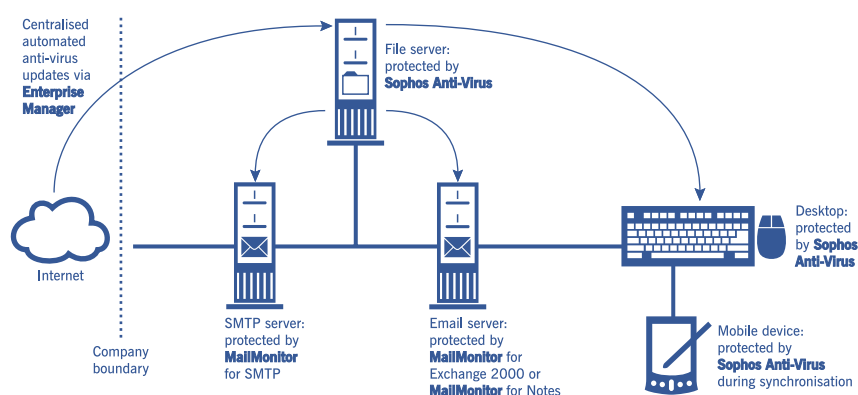 Centralised
automated
anti-virus
updates via
Enterprise
Manager
File server:
protected by
Sophos Anti-Virus
Internet
Desktop:
protected
by Sophos
Anti-Virus
Company
boundary
SMTP server:
protected by
MailMonitor
for SMTP
Email server:
protected by
MailMonitor for
Exchange 2000 or
MailMonitor for Notes
Mobile device:
protected by
Sophos Anti-Virus
during synchronisation